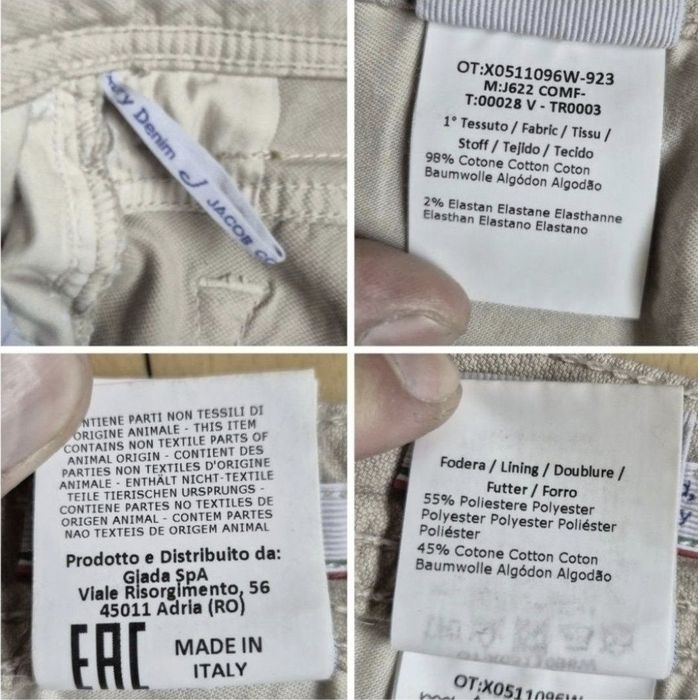 Denim J JACOB
OT:X0511096W-923
M:J622 COMF-
T:00028 V - TR0003
1° Tessuto / Fabric / Tissu /
Stoff / Tejido / Tecido
98% Cotone Cotton Coton
Baumwolle Algódon Algodão
2% Elastan Elastane Elasthanne
Elasthan Elastano Elastano
NTIENE PARTI NON TESSILI DI
ORIGINE ANIMALE - THIS ITEM
CONTAINS NON TEXTILE PARTS OF
ANIMAL ORIGIN - CONTIENT DES
PARTIES NON TEXTILES D'ORIGINE
ANIMALE - ENTHÄLT NICHT-TEXTILE
TEILE TIERISCHEN URSPRUNGS -
CONTIENE PARTES NO TEXTILES DE
ORIGEN ANIMAL - CONTEM PARTES
NAO TEXTEIS DE ORIGEM ANIMAL
Prodotto e Distribuito da:
Giada SpA
Viale Risorgimento, 56
45011 Adria (RO)
EAC
MADE IN
ITALY
Fodera / Lining / Doublure /
Futter / Forro
55% Poliestere Polyester
Polyester Polyester Poliéster
Poliéster
45% Cotone Cotton Coton
Baumwolle Algódon Algodão
OT:X0511096W